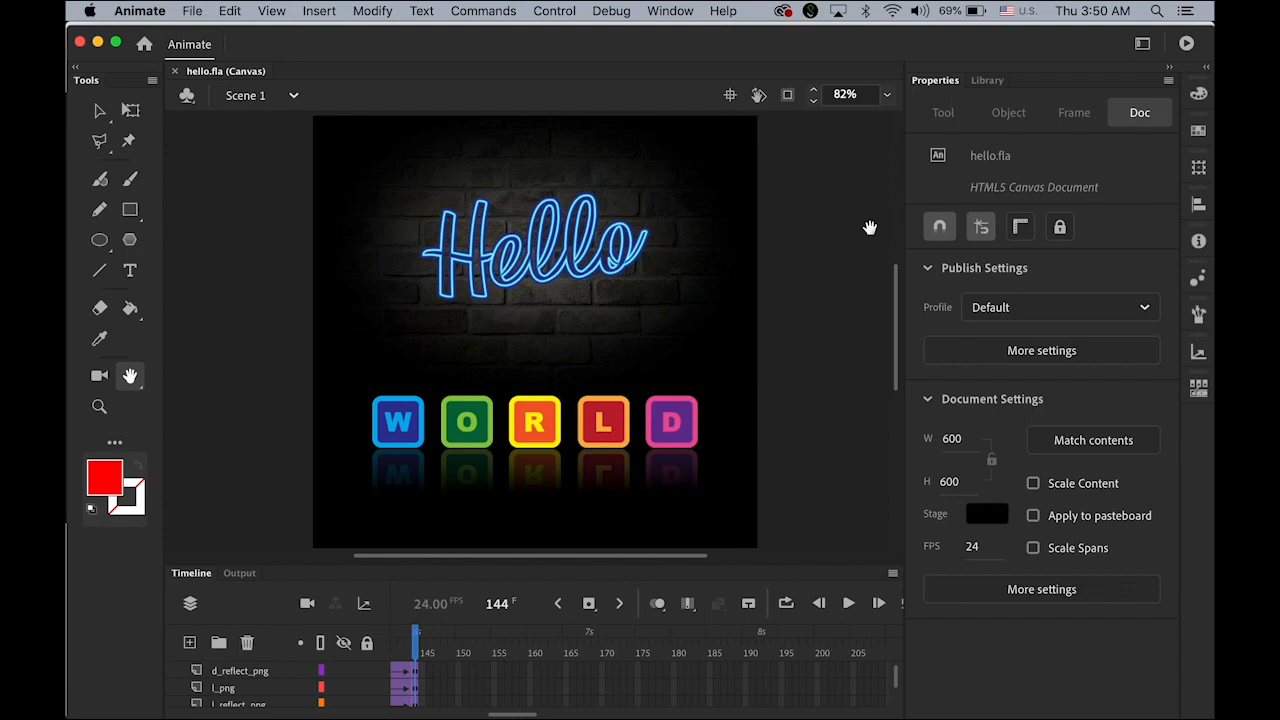 Animate File Edit View Insert Modify Text Commands Control Debug Window Help 69% U.S. Thu 3:50 AM
Animate
Tools
hello.fla (Canvas)
Properties Library
Scene 1
82%
Tool Object Frame Doc
An hello.fla
HTML5 Canvas Document
Hello
Publish Settings
Profile Default
More settings
Document Settings
W O R L D
W 600 Match contents
H 600 Scale Content
Stage Apply to pasteboard
FPS 24 Scale Spans
More settings
Timeline Output
24.00 FPS 144 F
7s 8s
145 150 155 160 165 170 175 180 185 190 195 200 205
d_reflect_png
l_png
l_reflect_png